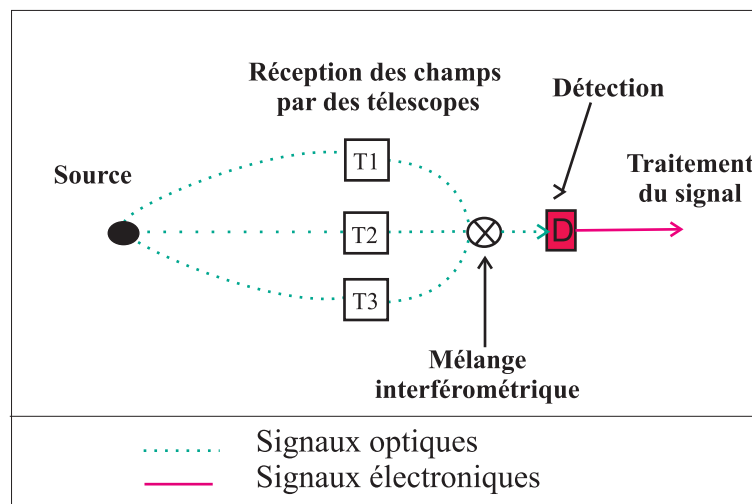 Réception des champs
par des télescopes
Détection
Source
Traitement
du signal
T1
T2
D
T3
Mélange
interférométrique
Signaux optiques
Signaux électroniques